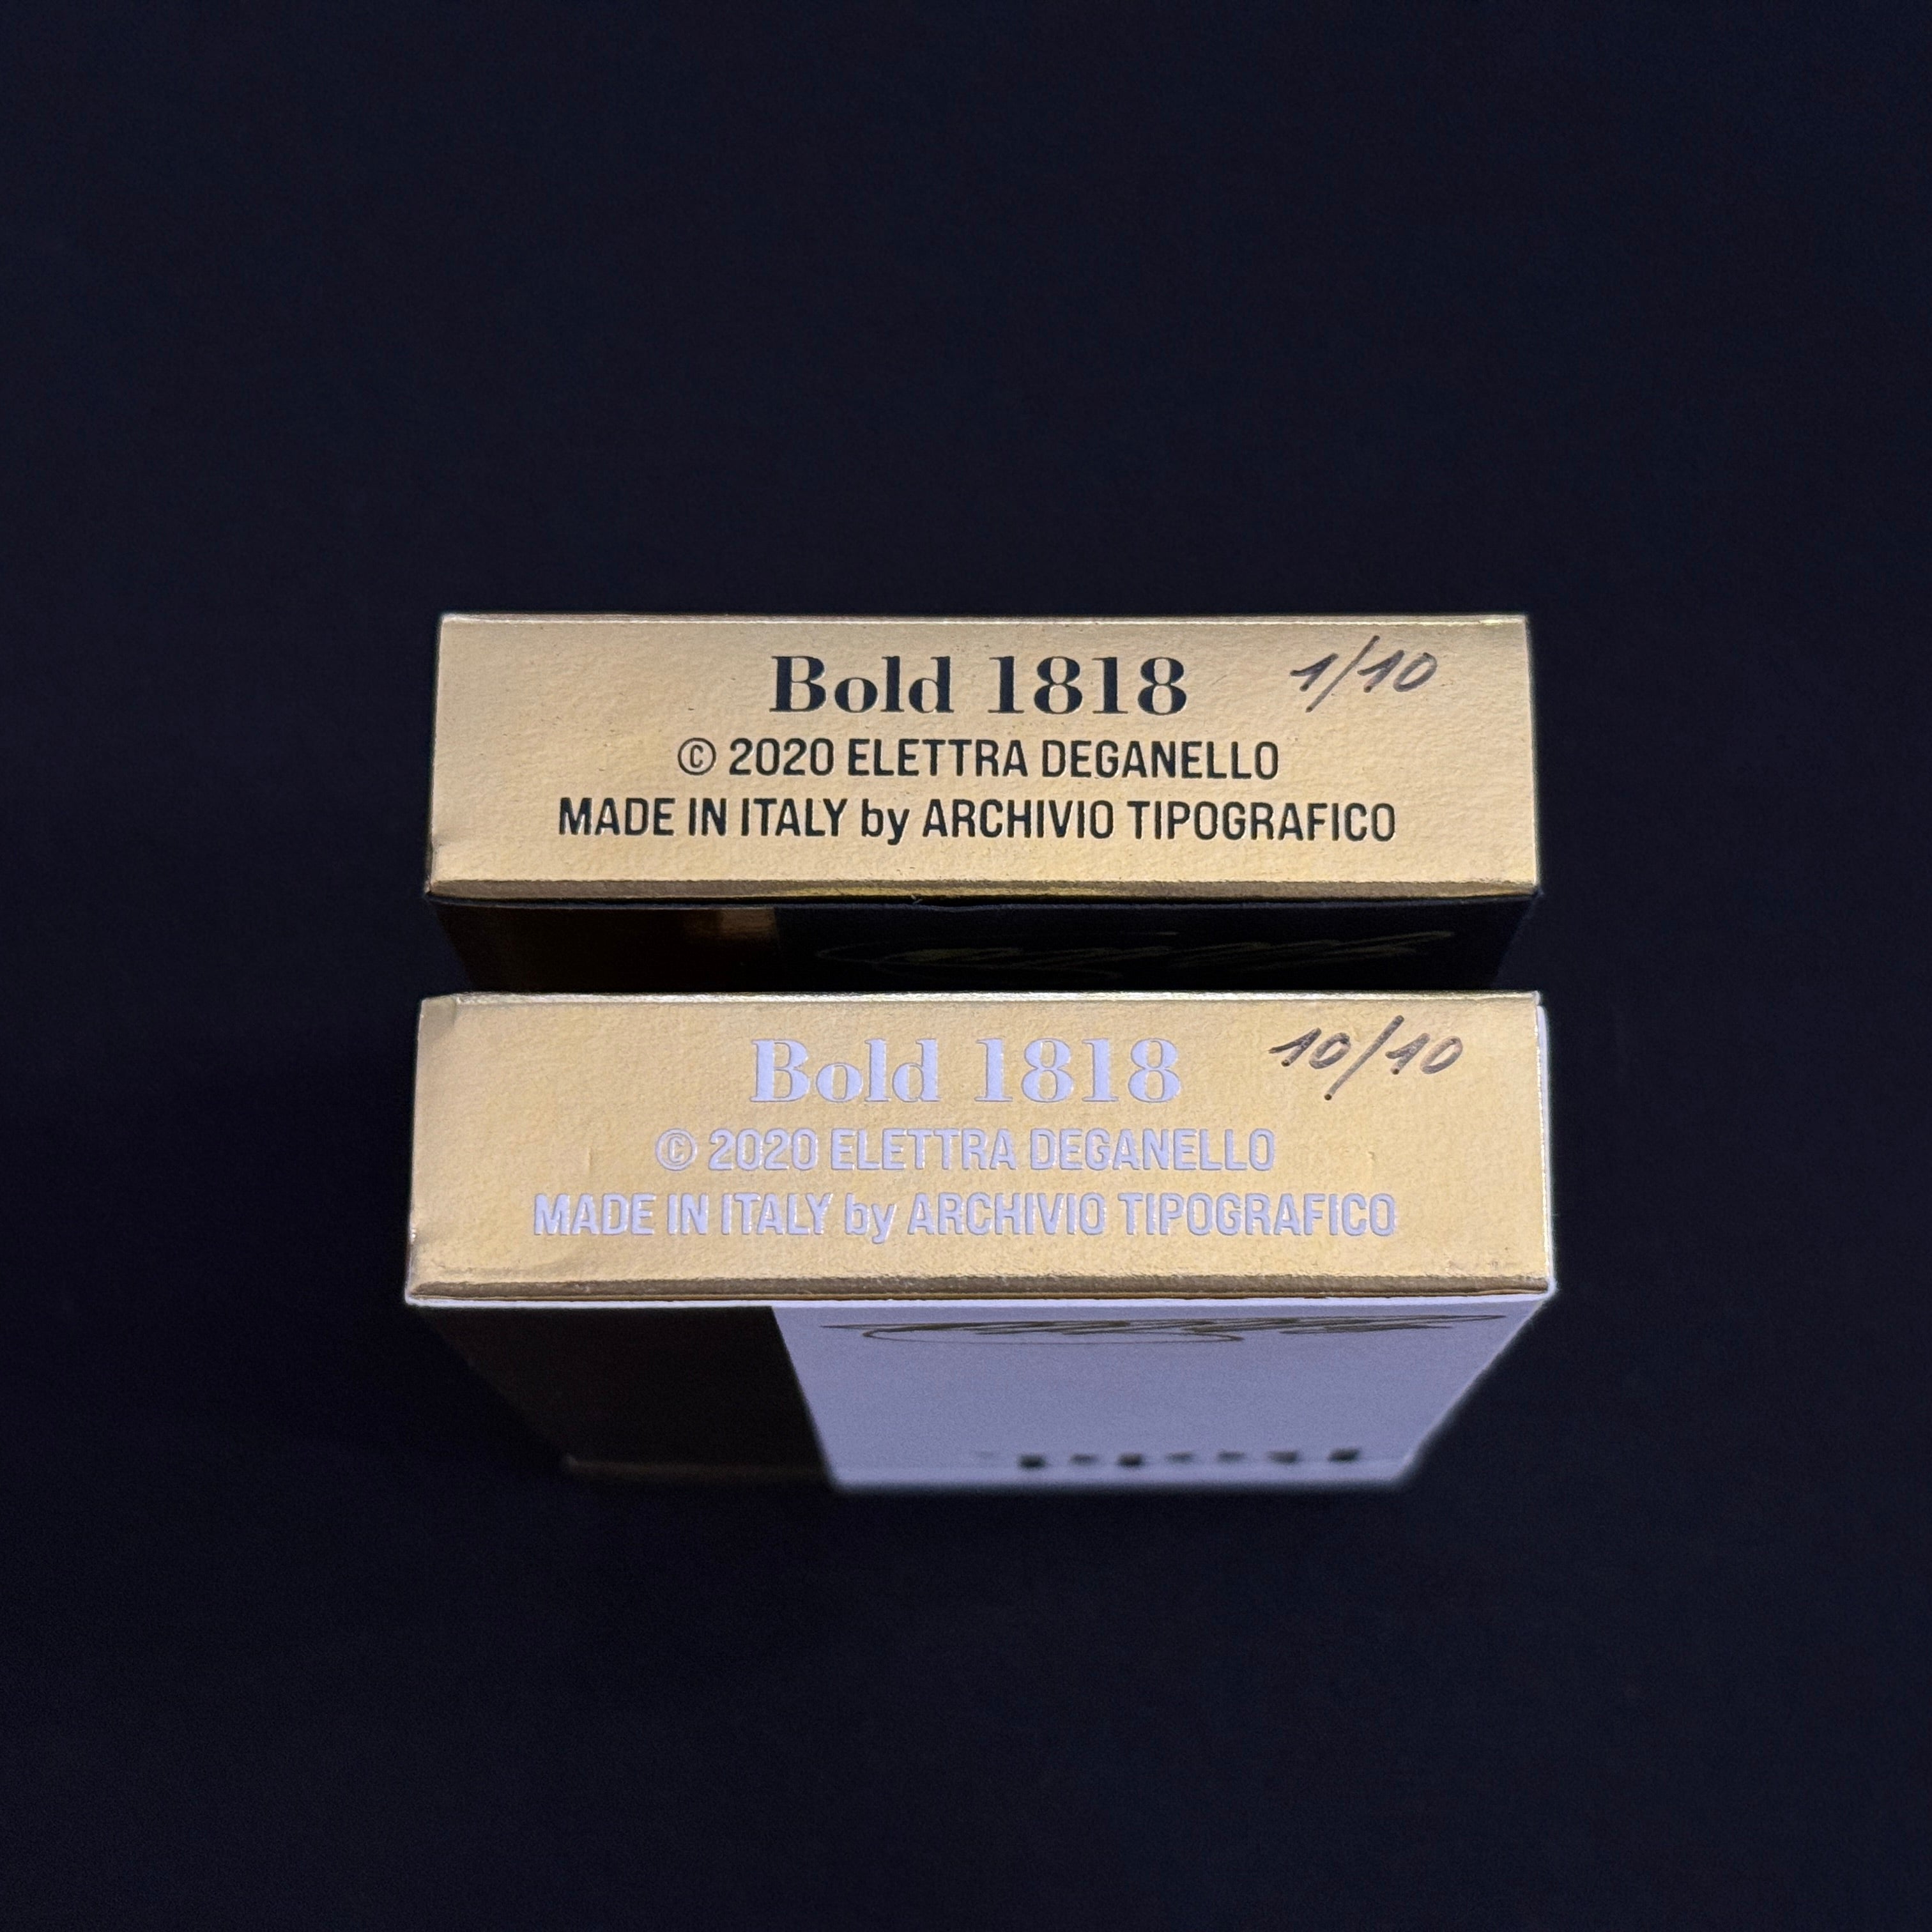 Bold 1818 1/10
© 2020 ELETTRA DEGANELLO
MADE IN ITALY by ARCHIVIO TIPOGRAFICO
Bold 1818 10/10
© 2020 ELETTRA DEGANELLO
MADE IN ITALY by ARCHIVIO TIPOGRAFICO